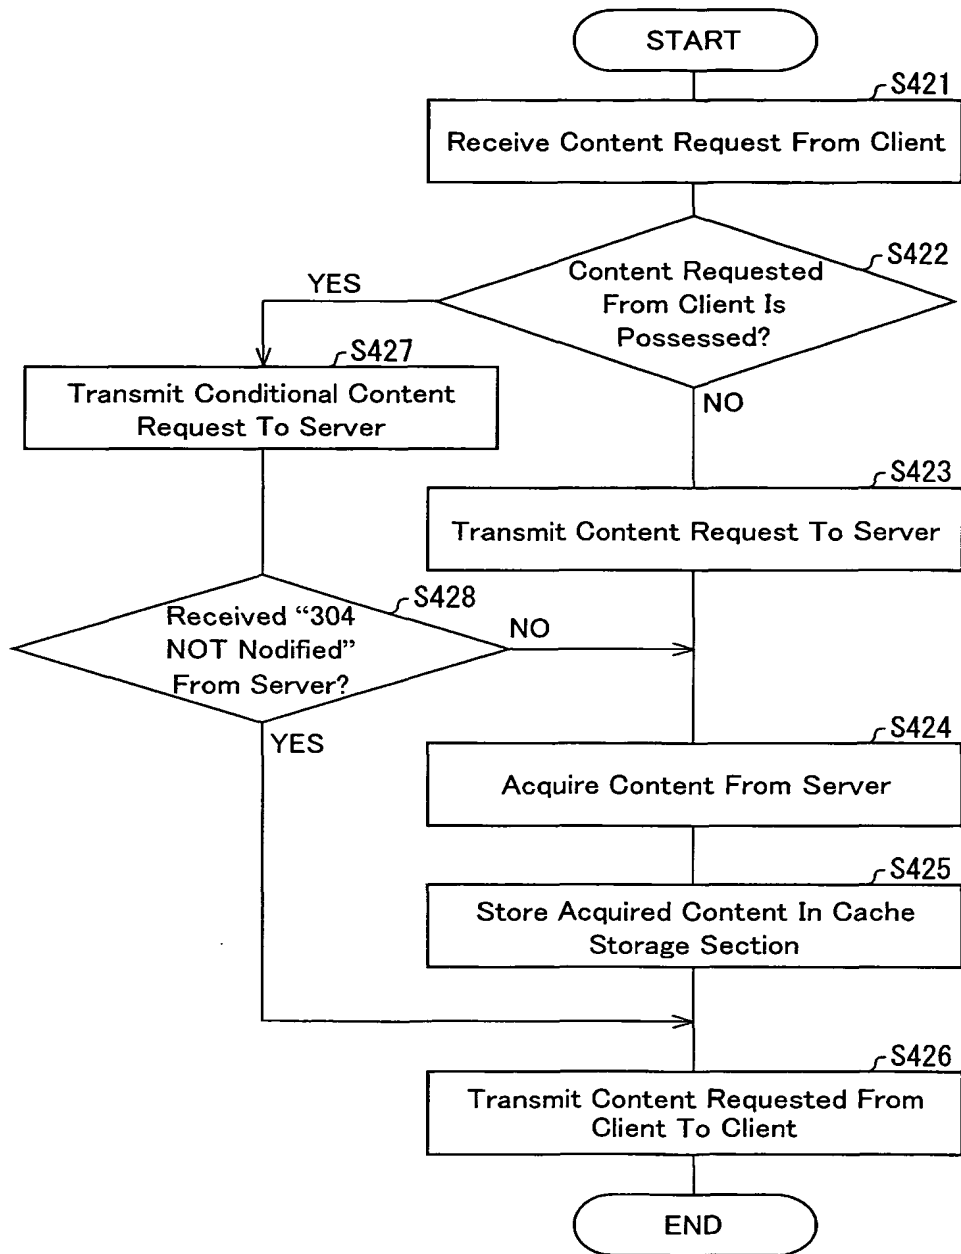 START
S421
Receive Content Request From Client
S422
Content Requested
From Client Is
Possessed?
YES
NO
S427
Transmit Conditional Content
Request To Server
S423
Transmit Content Request To Server
S428
Received “304
NOT Nodified”
From Server?
NO
YES
S424
Acquire Content From Server
S425
Store Acquired Content In Cache
Storage Section
S426
Transmit Content Requested From
Client To Client
END